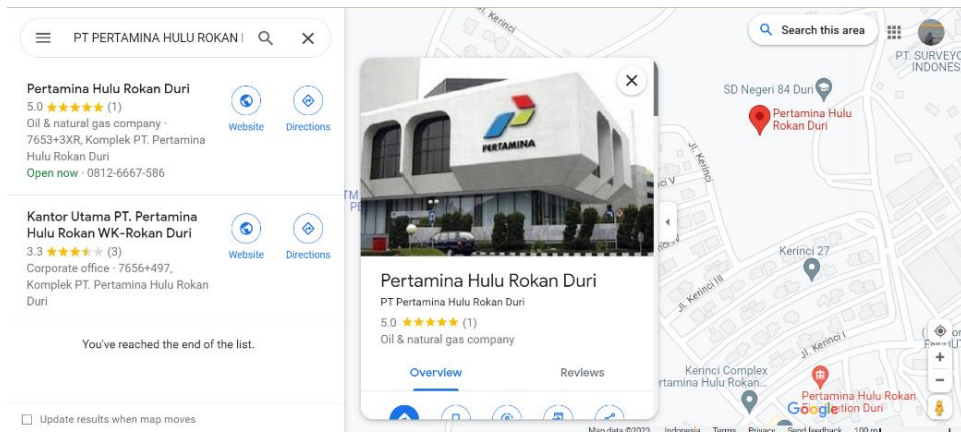 PT PERTAMINA HULU ROKAN
Pertamina Hulu Rokan Duri
5.0 (1)
Oil & natural gas company ·
7653+3XR, Komplek PT. Pertamina
Hulu Rokan Duri
Open now · 0812-6667-586
Website
Directions
Kantor Utama PT. Pertamina
Hulu Rokan WK-Rokan Duri
3.3 (3)
Corporate office · 7656+497,
Komplek PT. Pertamina Hulu Rokan
Duri
Website
Directions
You've reached the end of the list.
Update results when map moves
PERTAMINA
Pertamina Hulu Rokan Duri
PT Pertamina Hulu Rokan Duri
5.0 (1)
Oil & natural gas company
Overview
Reviews
Search this area
PT. SURVEYO
INDONES
SD Negeri 84 Duri
Pertamina Hulu
Rokan Duri
Jl. Kerinci
Kerinci 27
Jl. Kerinci III
Jl. Kerinci I
Kerinci Complex
rtamina Hulu Rokan...
Pertamina Hulu Rokan
tion Duri
Google
Map data ©2023
Indonesia
Terms
Privacy
Send feedback
100 m